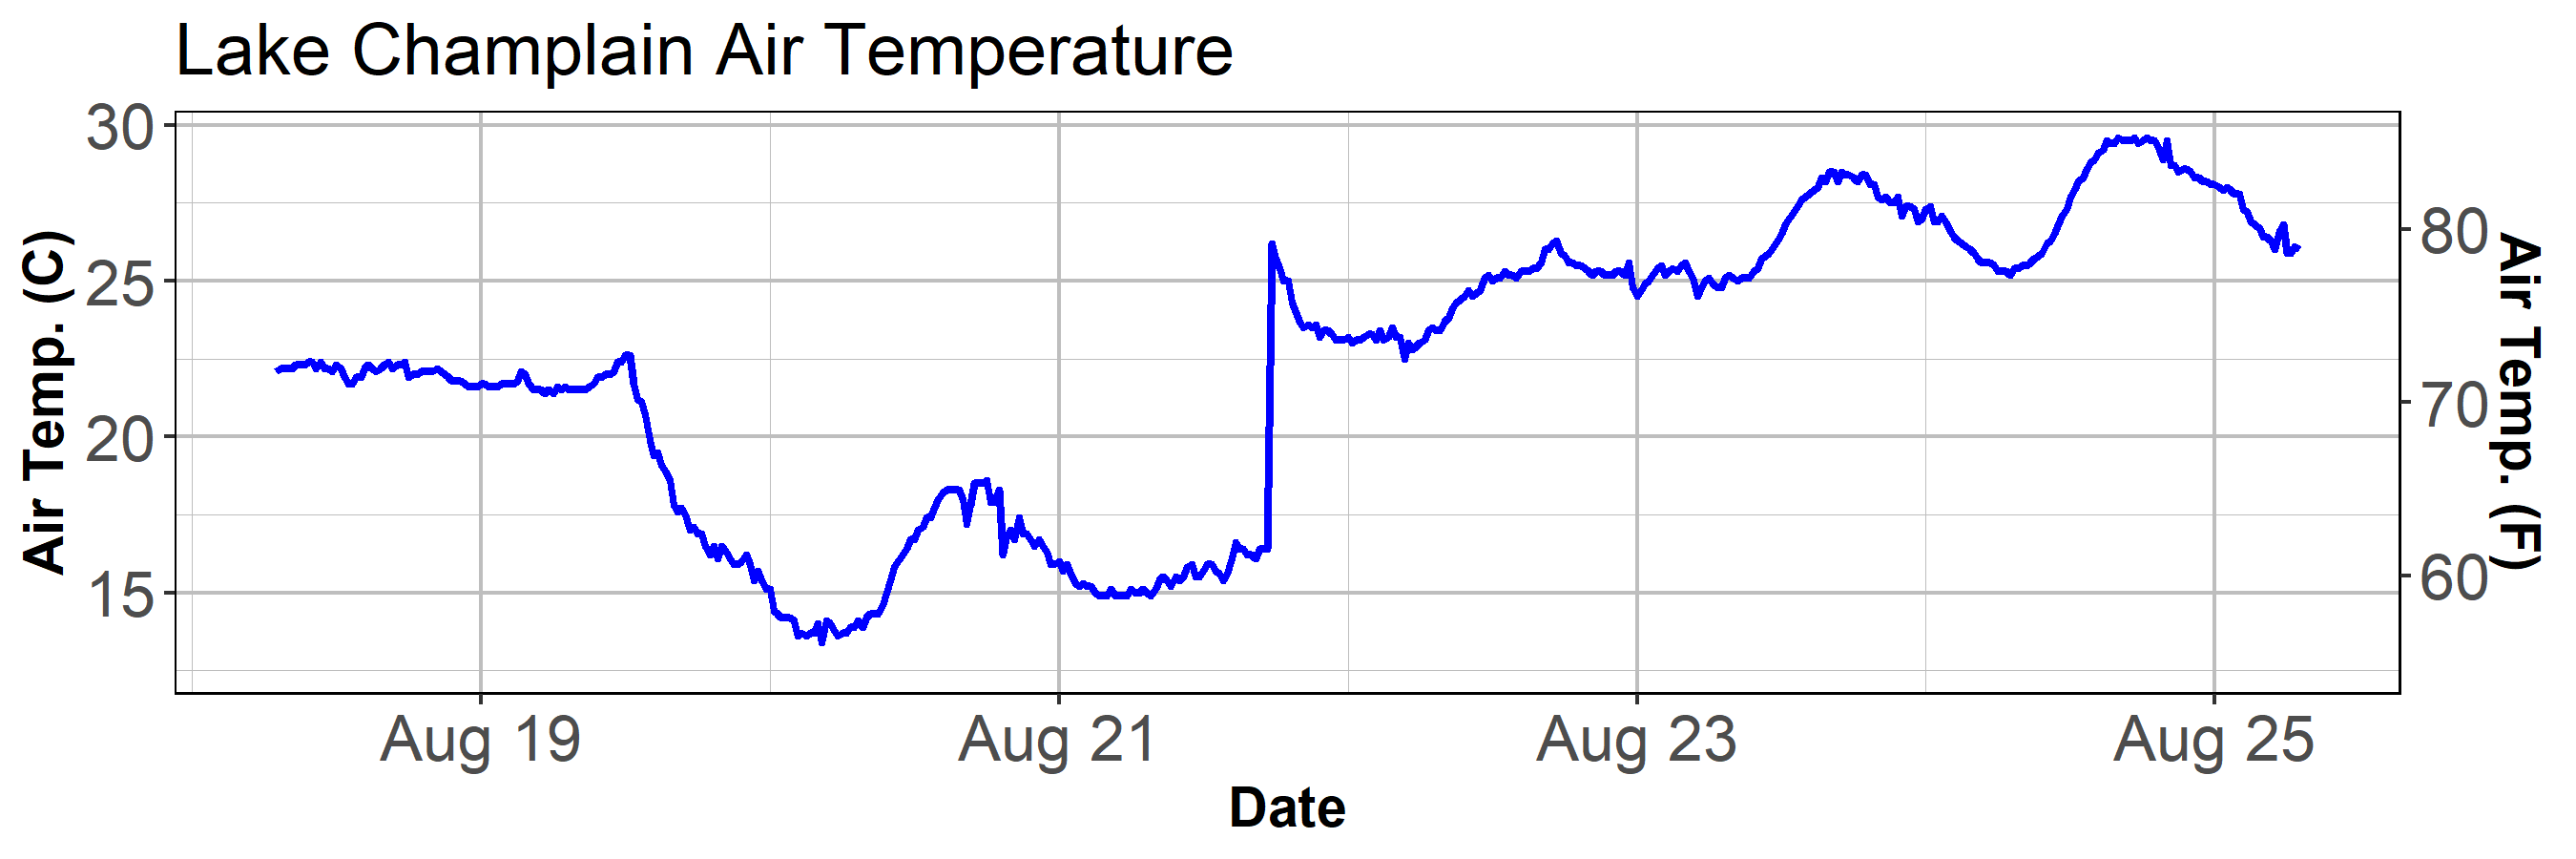 Lake Champlain Air Temperature
30
25
20
15
Air Temp. (C)
80
70
60
Air Temp. (F)
Aug 19
Aug 21
Aug 23
Aug 25
Date